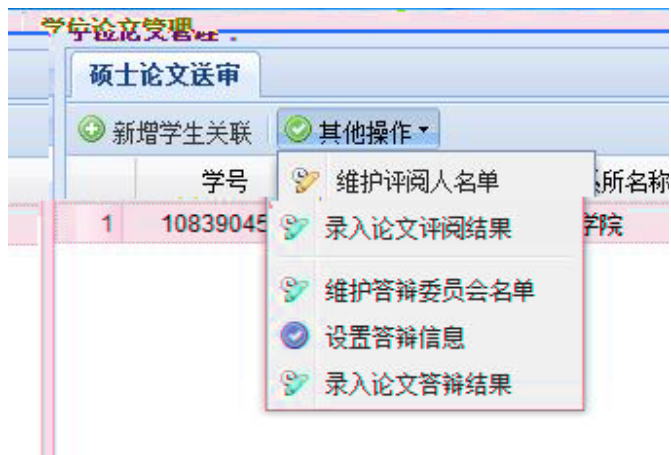 学位论文管理
硕士论文送审
新增学生关联 其他操作
学号 所名称
维护评阅人名单
1 10839045 学院
录入论文评阅结果
维护答辩委员会名单
设置答辩信息
录入论文答辩结果